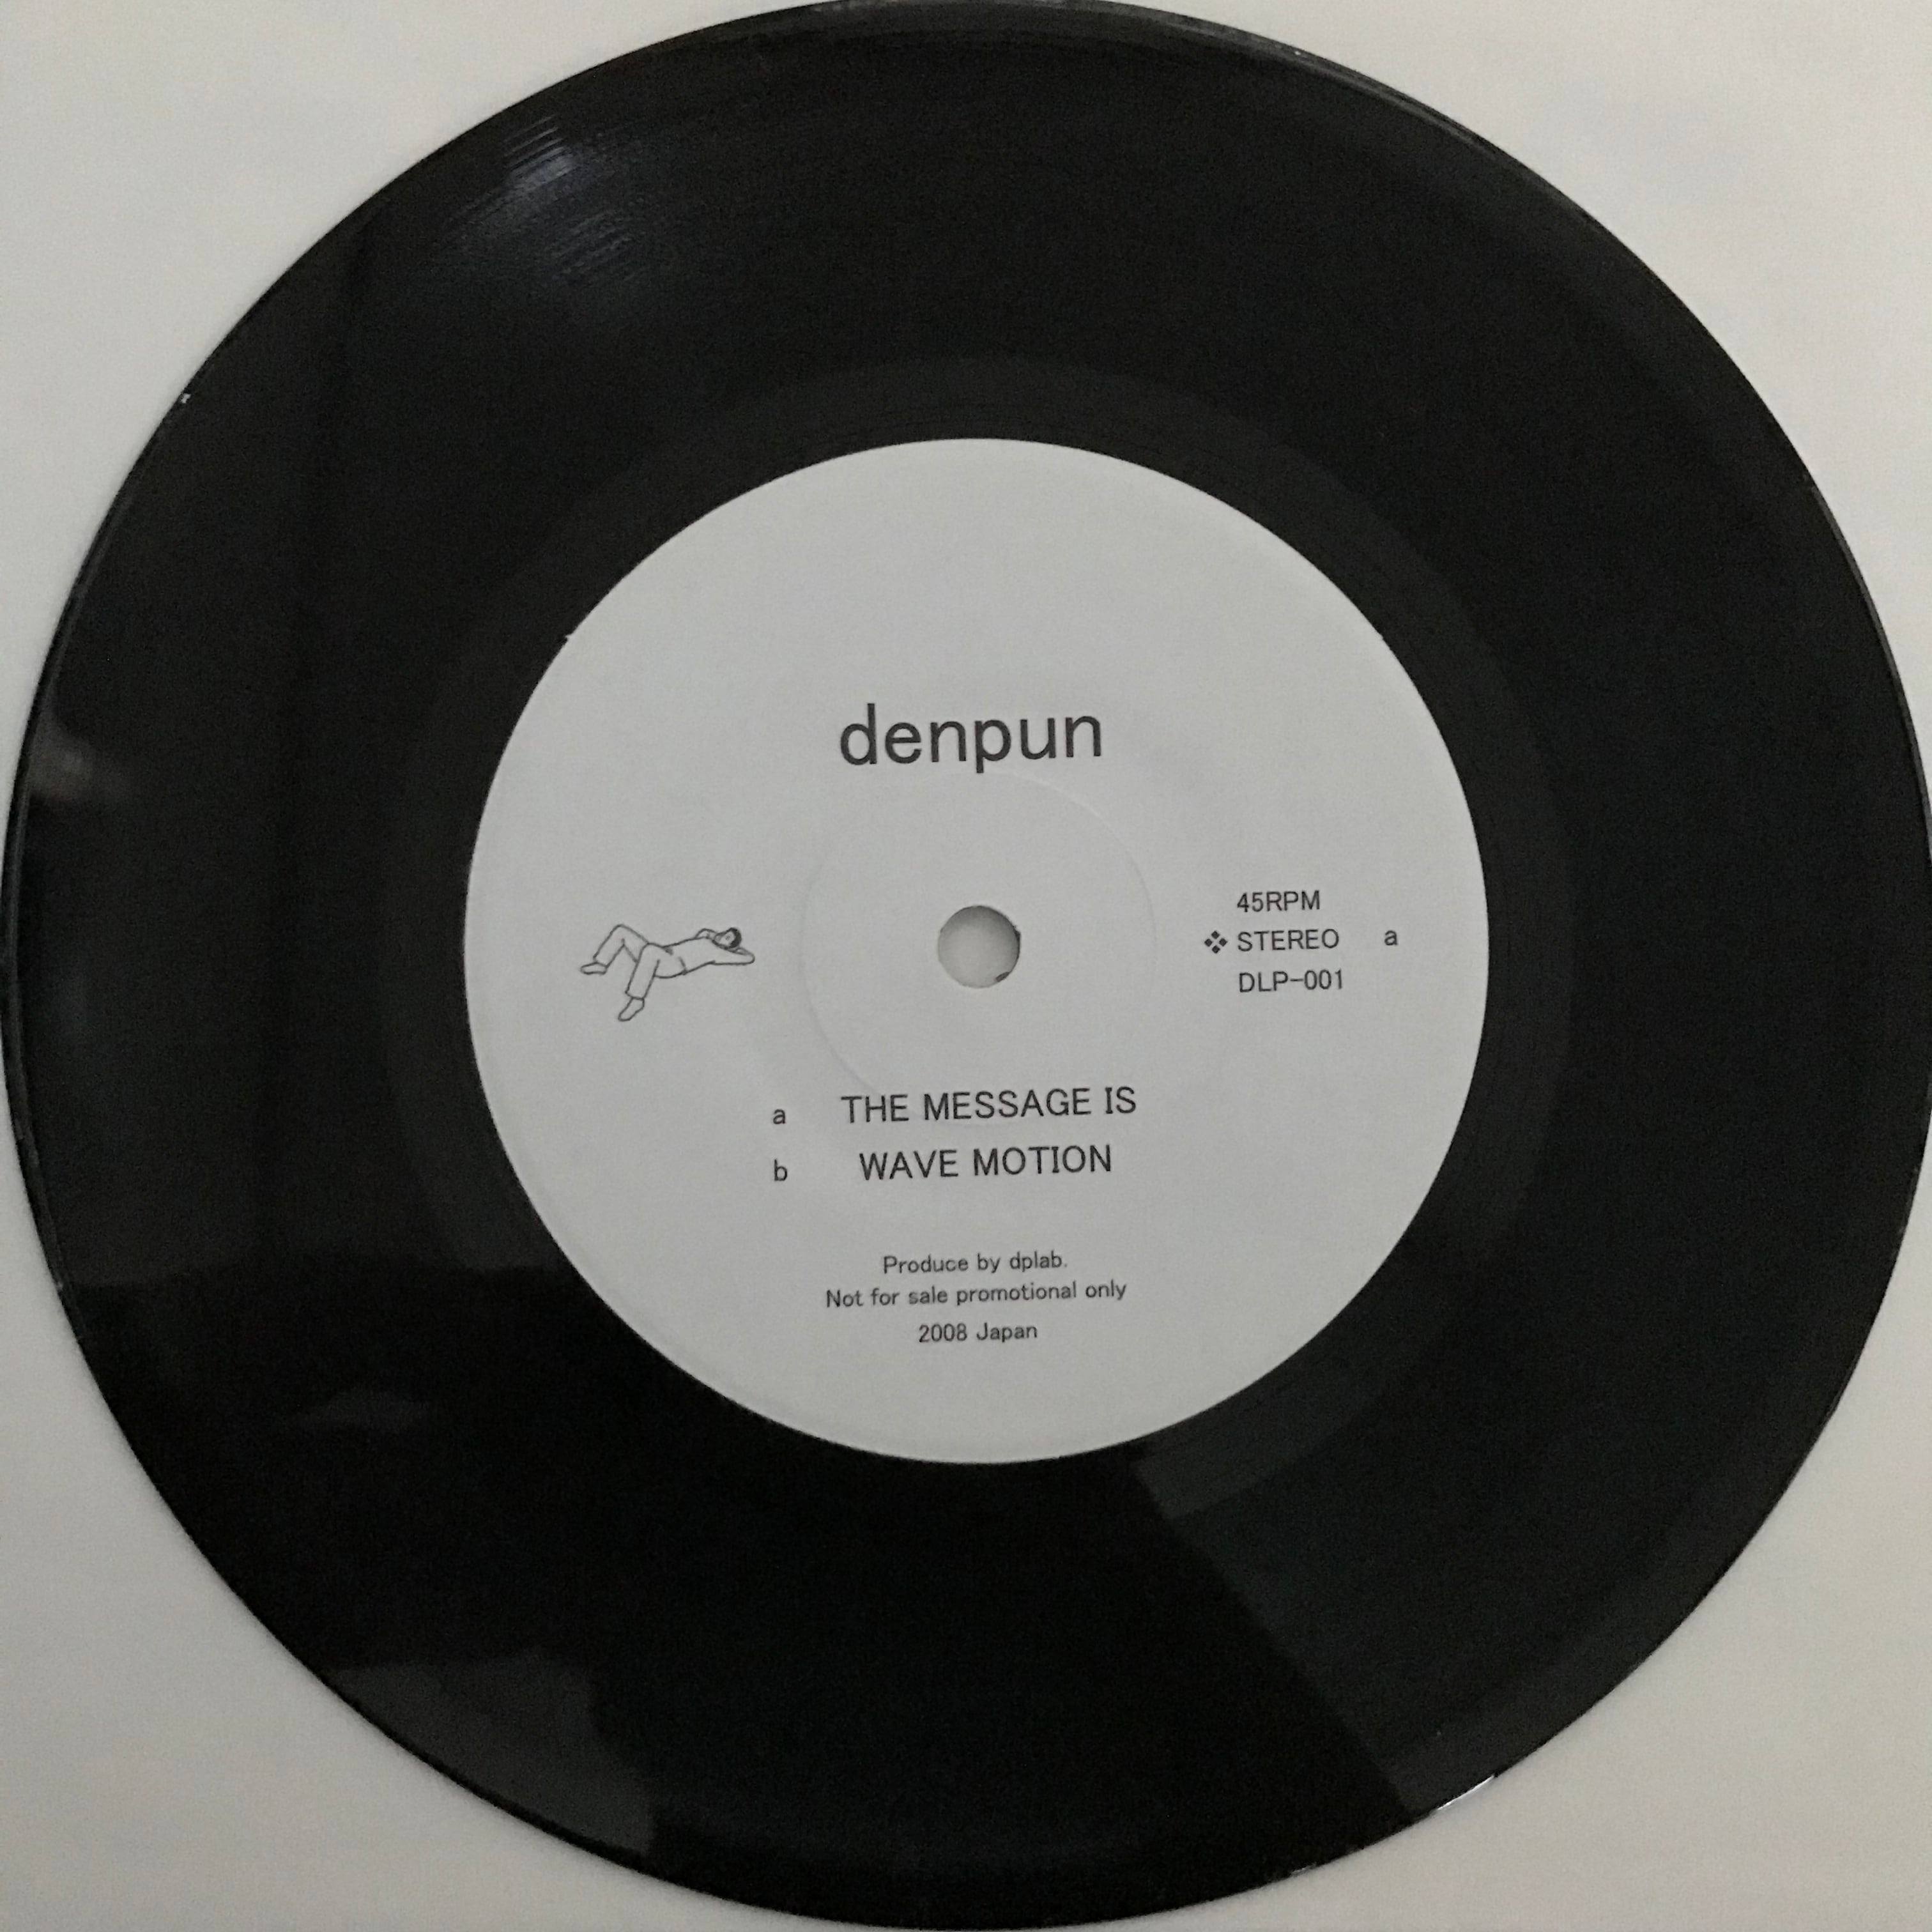 denpun
45RPM
STEREO a
DLP-001
a THE MESSAGE IS
b WAVE MOTION
Produce by dplab.
Not for sale promotional only
2008 Japan